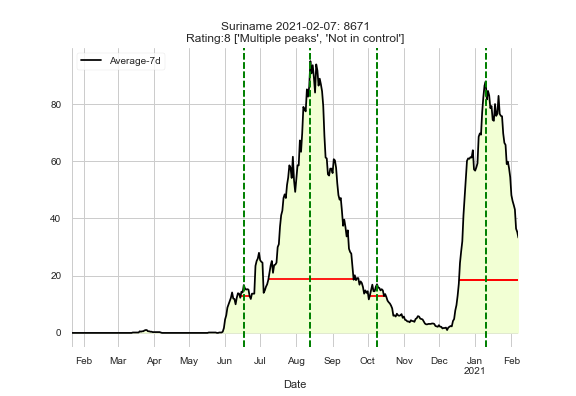 Suriname 2021-02-07: 8671
Rating:8 ['Multiple peaks', 'Not in control']
Average-7d
80
60
40
20
0
Feb Mar Apr May Jun Jul Aug Sep Oct Nov Dec Jan Feb
2021
Date